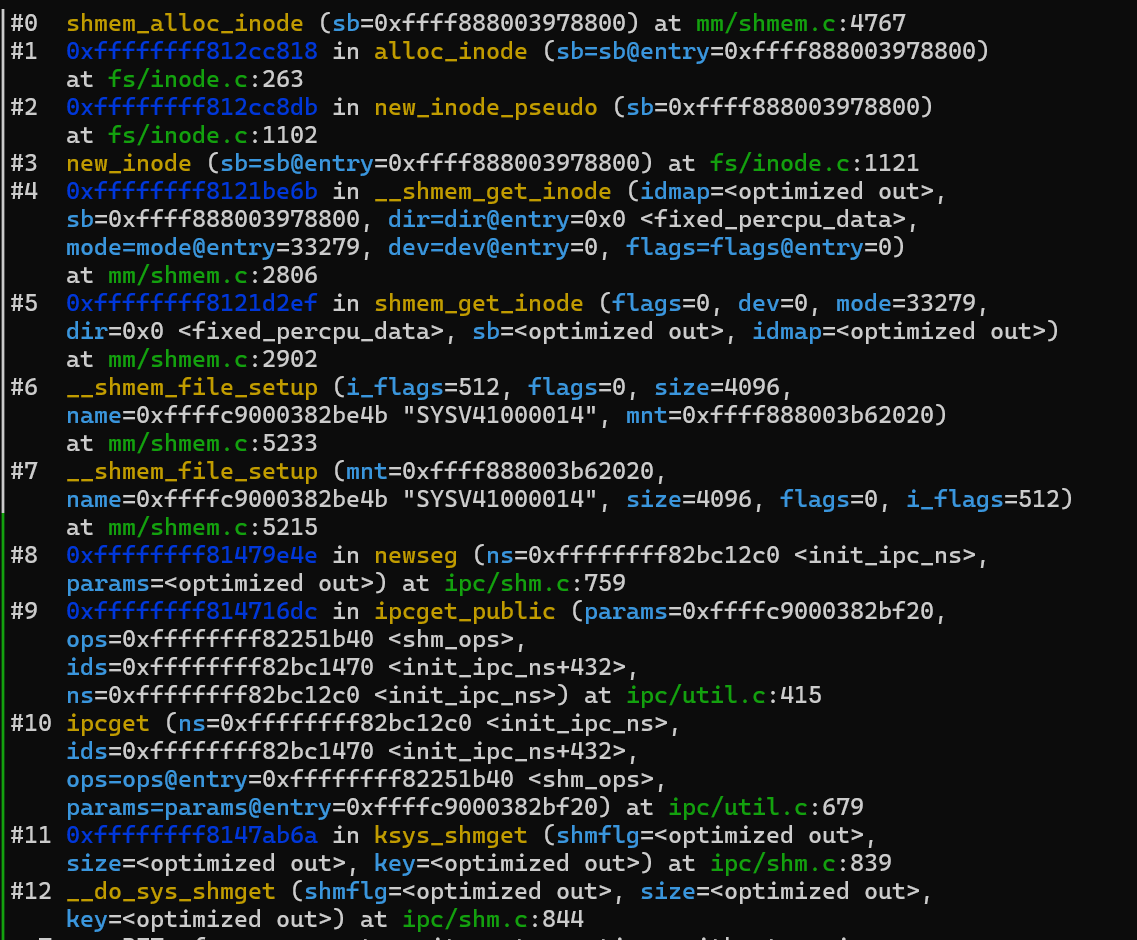 #0  shmem_alloc_inode (sb=0xffff888003978800) at mm/shmem.c:4767
#1  0xffffffff812cc818 in alloc_inode (sb=sb@entry=0xffff888003978800)
    at fs/inode.c:263
#2  0xffffffff812cc8db in new_inode_pseudo (sb=0xffff888003978800)
    at fs/inode.c:1102
#3  new_inode (sb=sb@entry=0xffff888003978800) at fs/inode.c:1121
#4  0xffffffff8121be6b in __shmem_get_inode (idmap=<optimized out>,
    sb=0xffff888003978800, dir=dir@entry=0x0 <fixed_percpu_data>,
    mode=mode@entry=33279, dev=dev@entry=0, flags=flags@entry=0)
    at mm/shmem.c:2806
#5  0xffffffff8121d2ef in shmem_get_inode (flags=0, dev=0, mode=33279,
    dir=0x0 <fixed_percpu_data>, sb=<optimized out>, idmap=<optimized out>)
    at mm/shmem.c:2902
#6  __shmem_file_setup (i_flags=512, flags=0, size=4096,
    name=0xffffc9000382be4b "SYSV41000014", mnt=0xffff888003b62020)
    at mm/shmem.c:5233
#7  __shmem_file_setup (mnt=0xffff888003b62020,
    name=0xffffc9000382be4b "SYSV41000014", size=4096, flags=0, i_flags=512)
    at mm/shmem.c:5215
#8  0xffffffff81479e4e in newseg (ns=0xffffffff82bc12c0 <init_ipc_ns>,
    params=<optimized out>) at ipc/shm.c:759
#9  0xffffffff814716dc in ipcget_public (params=0xffffc9000382bf20,
    ops=0xffffffff82251b40 <shm_ops>,
    ids=0xffffffff82bc1470 <init_ipc_ns+432>,
    ns=0xffffffff82bc12c0 <init_ipc_ns>) at ipc/util.c:415
#10 ipcget (ns=0xffffffff82bc12c0 <init_ipc_ns>,
    ids=0xffffffff82bc1470 <init_ipc_ns+432>,
    ops=ops@entry=0xffffffff82251b40 <shm_ops>,
    params=params@entry=0xffffc9000382bf20) at ipc/util.c:679
#11 0xffffffff8147ab6a in ksys_shmget (shmflg=<optimized out>,
    size=<optimized out>, key=<optimized out>) at ipc/shm.c:839
#12 __do_sys_shmget (shmflg=<optimized out>, size=<optimized out>,
    key=<optimized out>) at ipc/shm.c:844